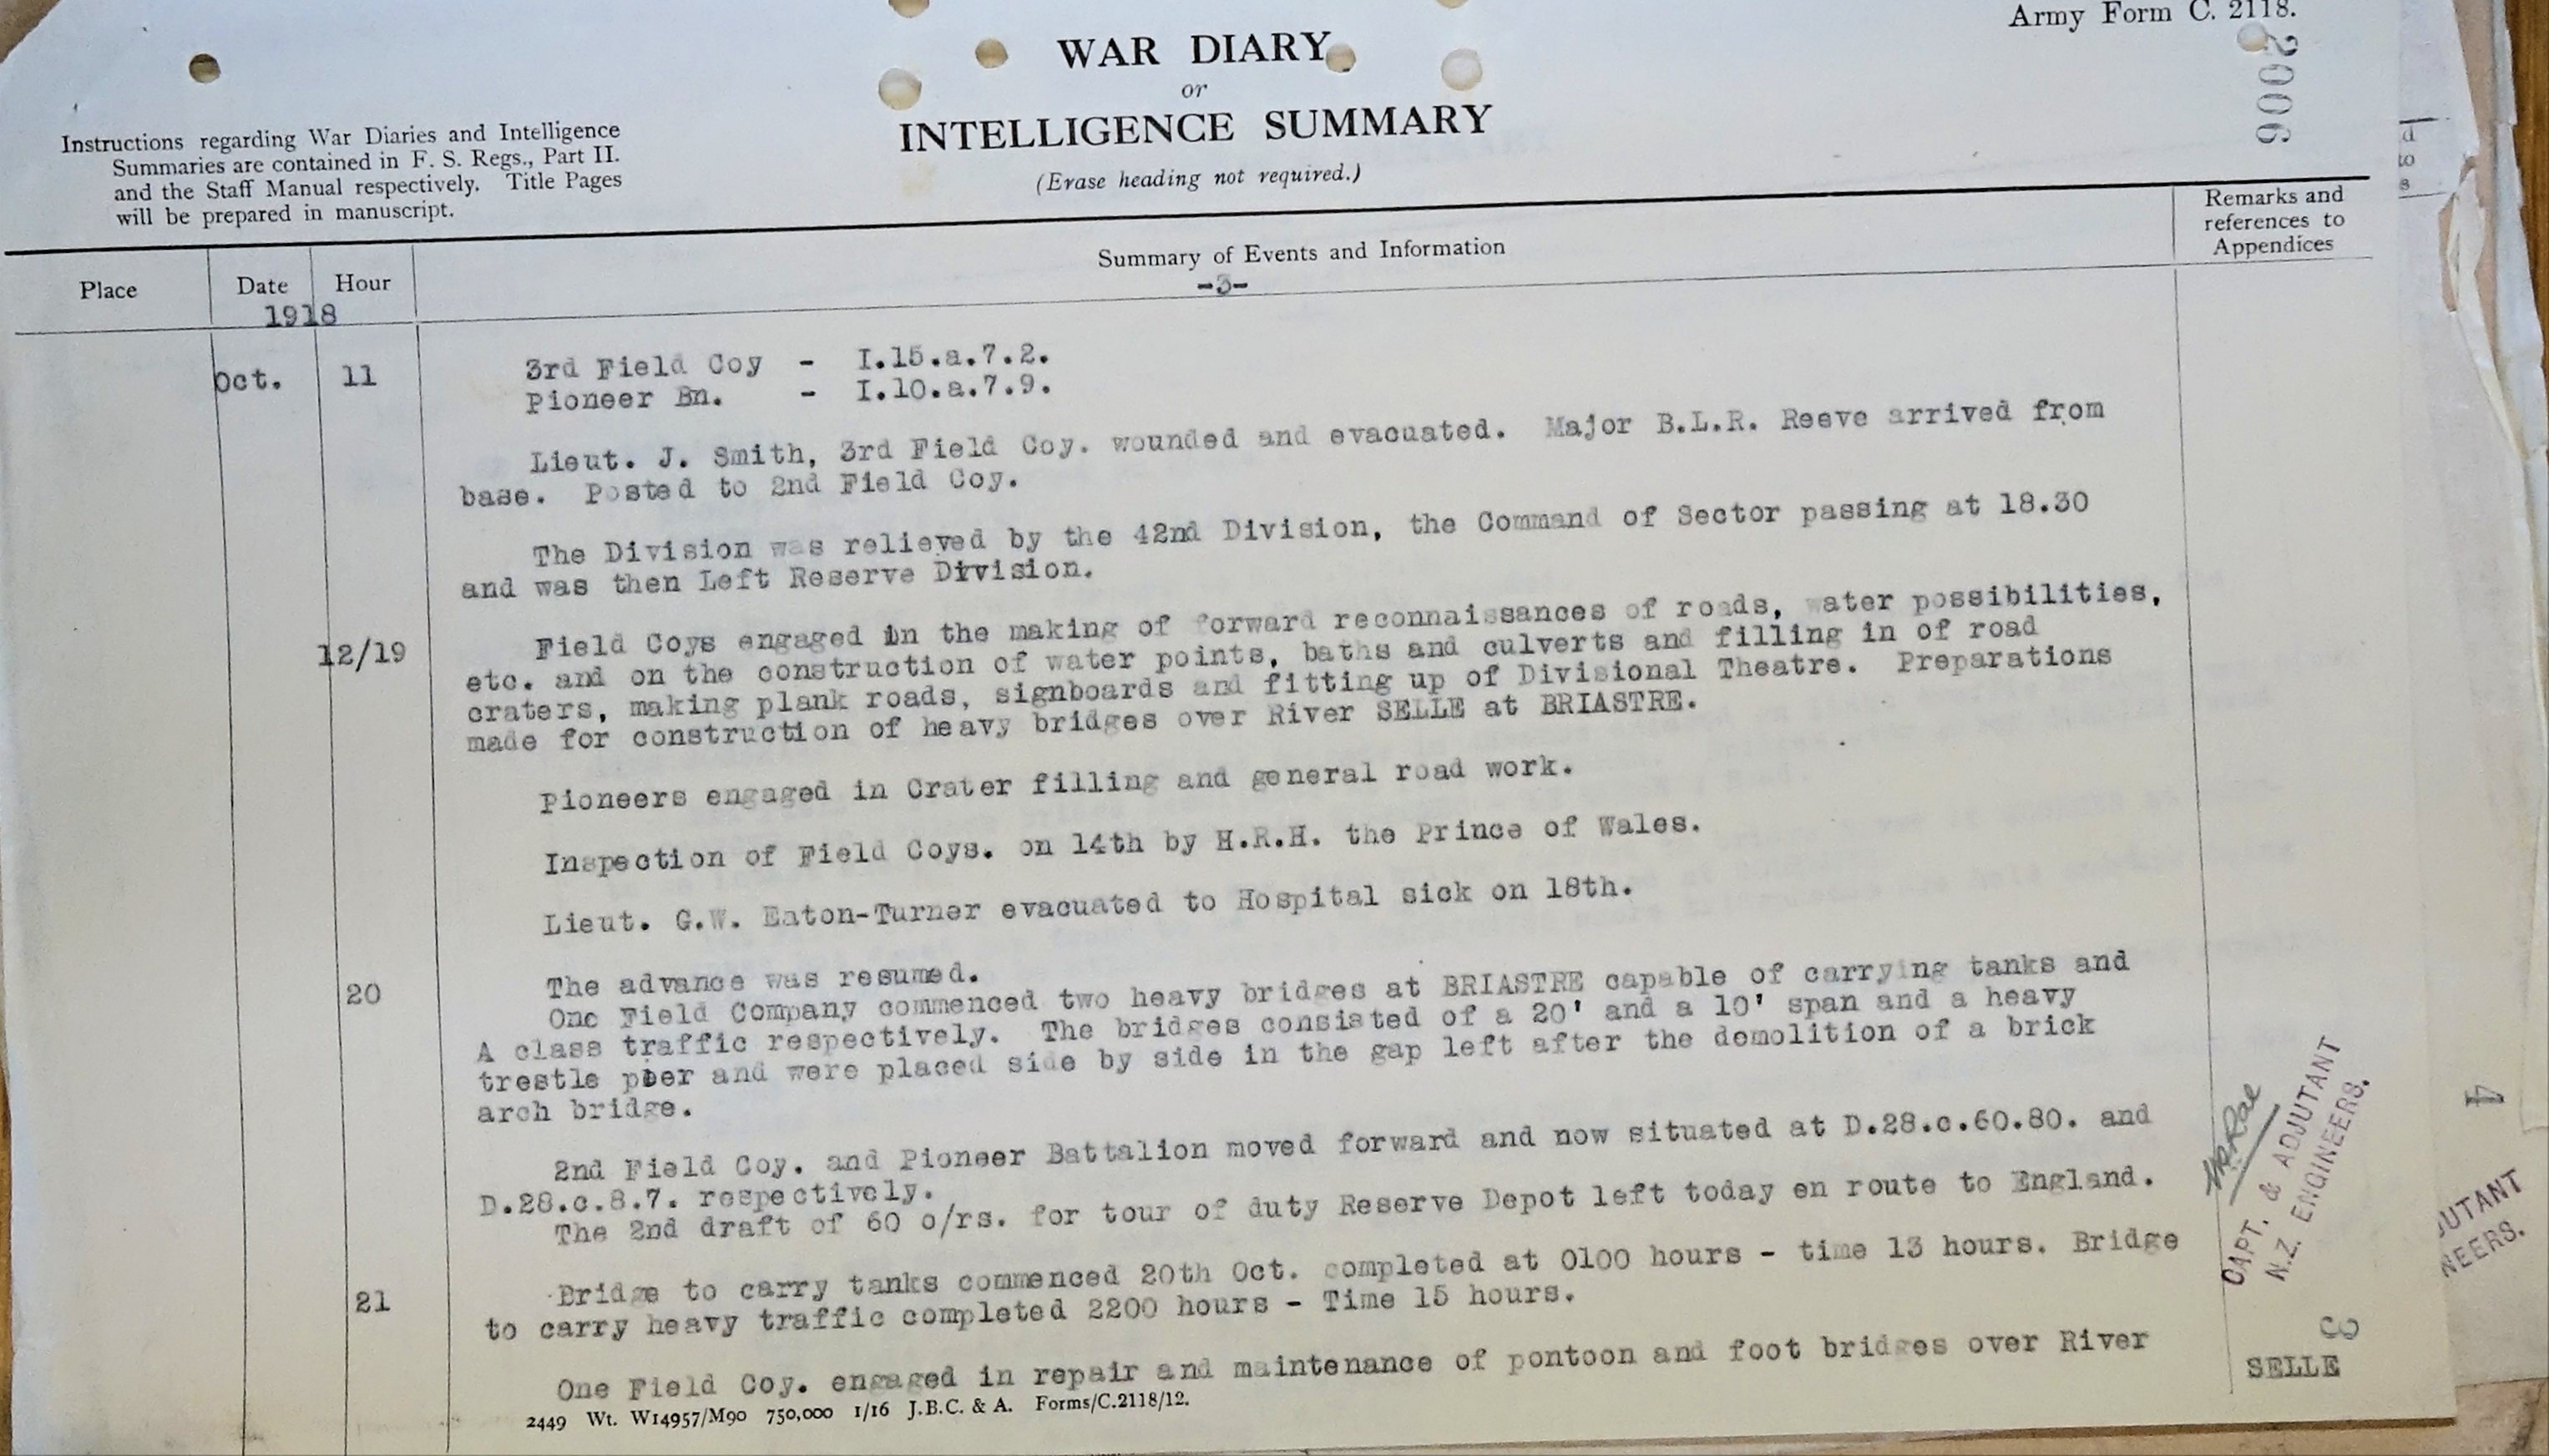 Army Form C. 2118.
2006
WAR DIARY
or
INTELLIGENCE SUMMARY
(Erase heading not required.)
Instructions regarding War Diaries and Intelligence
Summaries are contained in F. S. Regs., Part II.
and the Staff Manual respectively. Title Pages
will be prepared in manuscript.
Place Date Hour Summary of Events and Information Remarks and
references to
Appendices
1918 -3-
Oct. 11 3rd Field Coy - I.15.a.7.2.
Pioneer Bn. - I.10.a.7.9.
Lieut. J. Smith, 3rd Field Coy. wounded and evacuated. Major B.L.R. Reeve arrived from
base. Posted to 2nd Field Coy.
The Division was relieved by the 42nd Division, the Command of Sector passing at 18.30
and was then Left Reserve Division.
12/19 Field Coys engaged in the making of forward reconnaissances of roads, water possibilities,
etc. and on the construction of water points, baths and culverts and filling in of road
craters, making plank roads, signboards and fitting up of Divisional Theatre. Preparations
made for construction of heavy bridges over River SELLE at BRIASTRE.
Pioneers engaged in Crater filling and general road work.
Inspection of Field Coys. on 14th by H.R.H. the Prince of Wales.
Lieut. G.W. Eaton-Turner evacuated to Hospital sick on 18th.
20 The advance was resumed.
One Field Company commenced two heavy bridges at BRIASTRE capable of carrying tanks and
A class traffic respectively. The bridges consisted of a 20' and a 10' span and a heavy
trestle pier and were placed side by side in the gap left after the demolition of a brick
arch bridge.
2nd Field Coy. and Pioneer Battalion moved forward and now situated at D.28.c.60.80. and
D.28.c.8.7. respectively.
The 2nd draft of 60 o/rs. for tour of duty Reserve Depot left today en route to England.
21 Bridge to carry tanks commenced 20th Oct. completed at 0100 hours - time 13 hours. Bridge
to carry heavy traffic completed 2200 hours - Time 15 hours.
One Field Coy. engaged in repair and maintenance of pontoon and foot bridges over River
SELLE
CAPT. & ADJUTANT
N.Z. ENGINEERS.
3
2449 Wt. W14957/M90 750,000 1/16 J.B.C. & A. Forms/C.2118/12.
d
to
s
4
UTANT
NEERS.